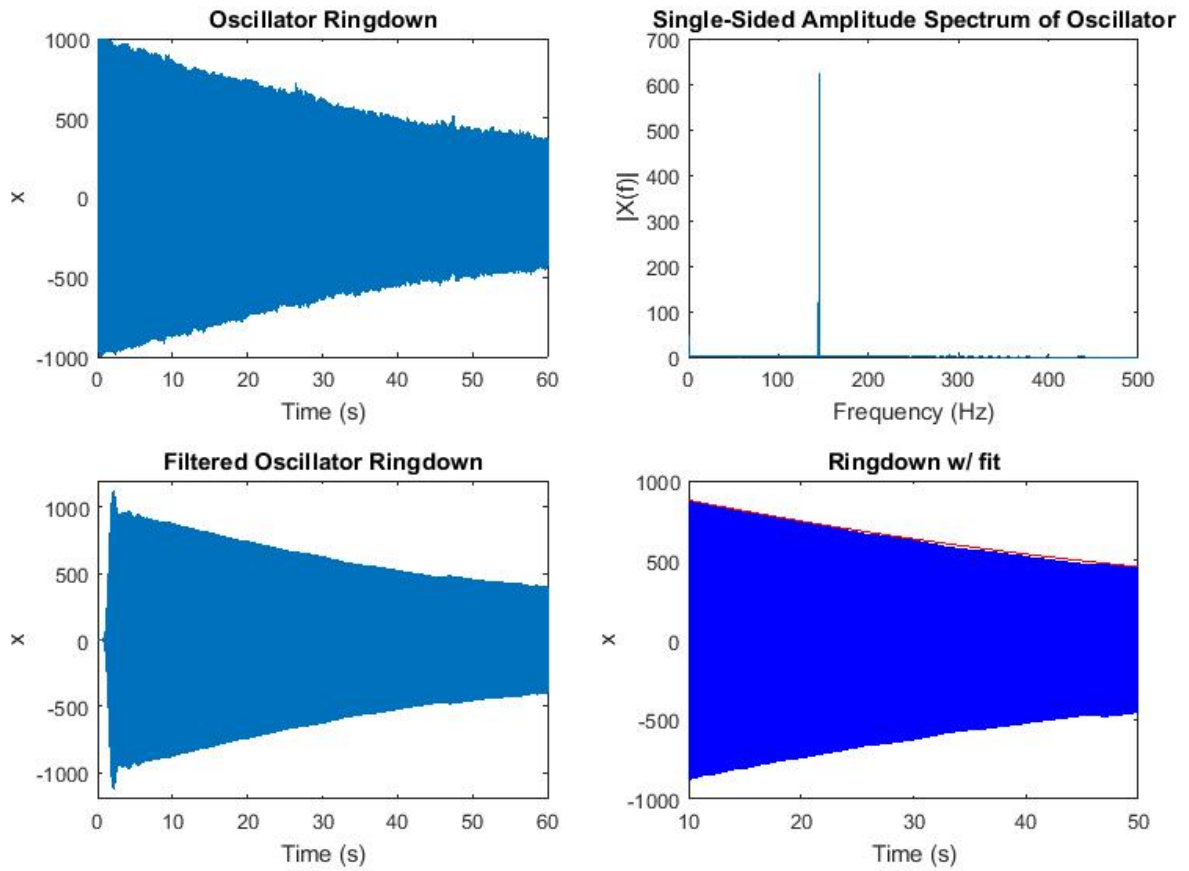 Oscillator Ringdown
1000
500
0
-500
-1000
x
0 10 20 30 40 50 60
Time (s)
Single-Sided Amplitude Spectrum of Oscillator
700
600
500
400
300
200
100
0
|X(f)|
0 100 200 300 400 500
Frequency (Hz)
Filtered Oscillator Ringdown
1000
500
0
-500
-1000
x
0 10 20 30 40 50 60
Time (s)
Ringdown w/ fit
1000
500
0
-500
-1000
x
10 20 30 40 50
Time (s)